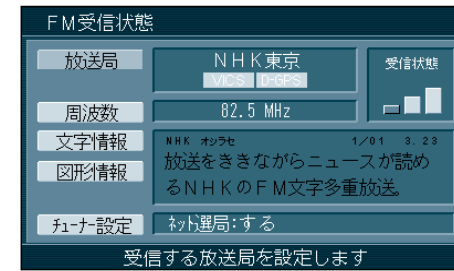 FM受信状態
放送局
NHK東京
VICS D-GPS
受信状態
周波数
82.5 MHz
文字情報
NHK オシラセ 1/01 3.23
図形情報
放送をききながらニュースが読め
るNHKのFM文字多重放送。
チューナー設定
ネット選局:する
受信する放送局を設定します